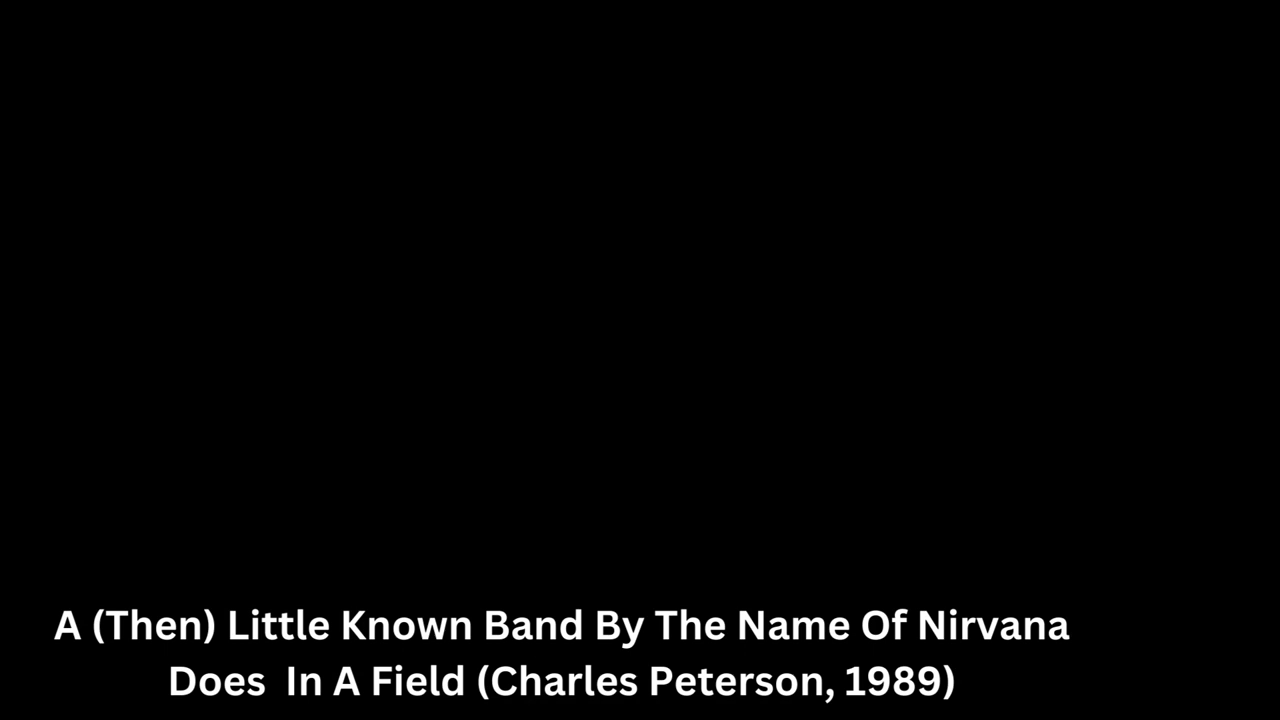 A (Then) Little Known Band By The Name Of Nirvana
Does  In A Field (Charles Peterson, 1989)